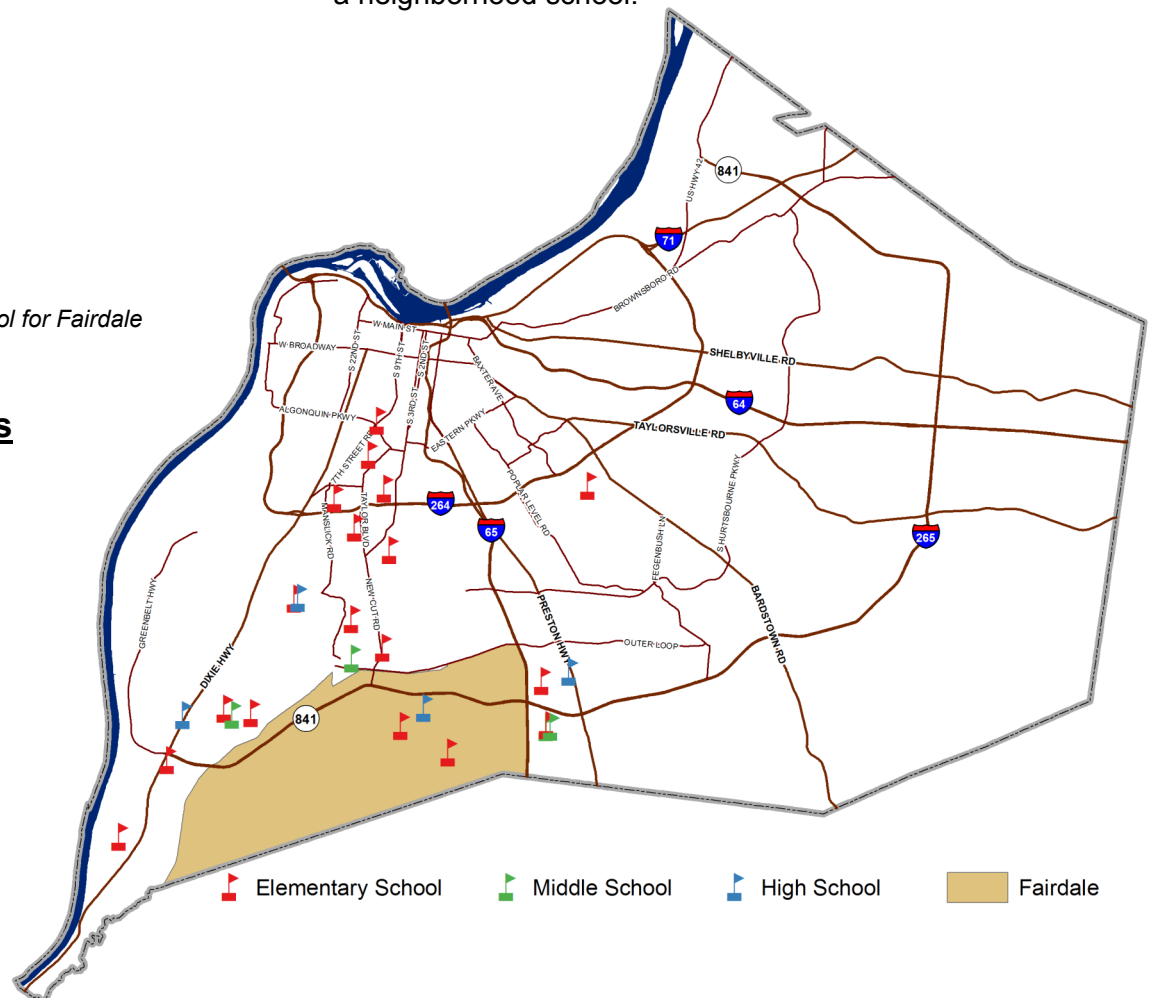 a neighborhood school.
ol for Fairdale
s
841
US HWY 42
71
BROWNSBORO RD
W MAIN ST
W BROADWAY
S 22ND ST
S 9TH ST
S 2ND ST
S 3RD ST
BAXTER AVE
SHELBYVILLE RD
64
ALGONQUIN PKWY
EASTERN PKWY
TAYLORSVILLE RD
7TH STREET RD
POPLAR LEVEL RD
264
65
MANSLICK RD
TAYLOR BLVD
S HURTSBOURNE PKWY
FEGENBUSH LN
265
GREENBELT HWY
NEW CUT RD
PRESTON HWY
BARDSTOWN RD
OUTER LOOP
DIXIE HWY
841
Elementary School
Middle School
High School
Fairdale